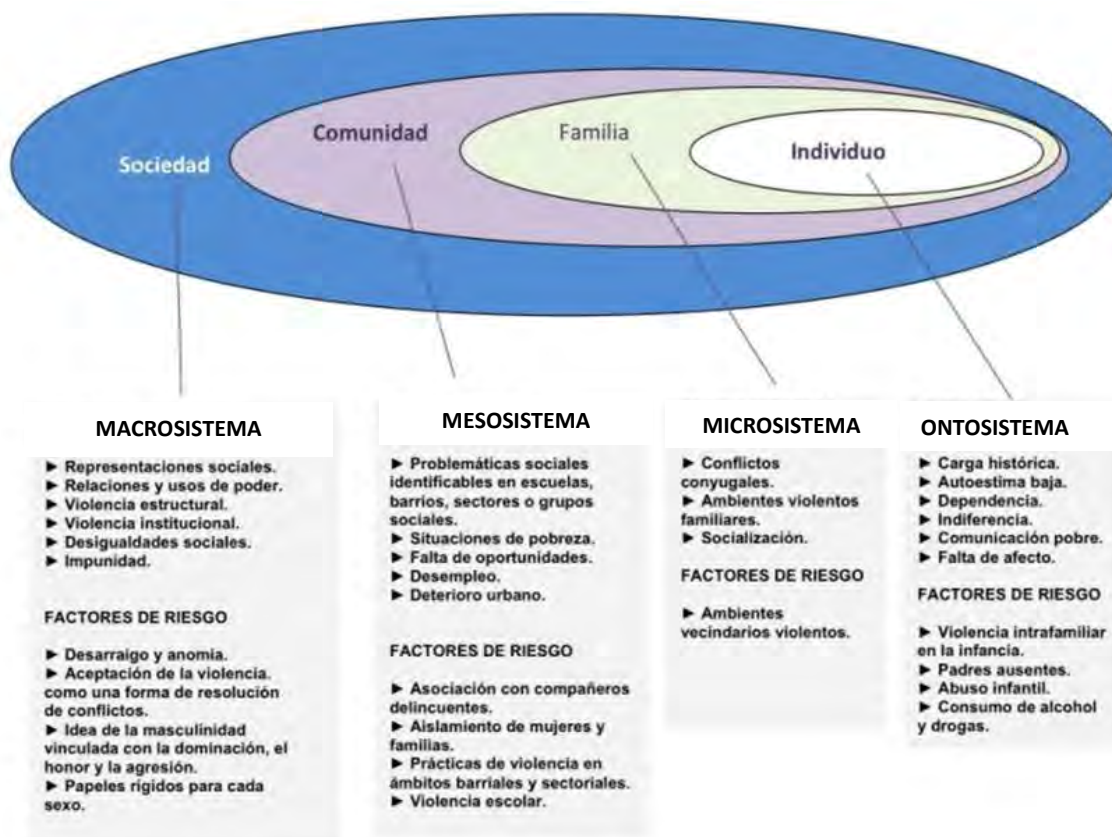 Sociedad
Comunidad
Familia
Individuo
MACROSISTEMA
► Representaciones sociales.
► Relaciones y usos de poder.
► Violencia estructural.
► Violencia institucional.
► Desigualdades sociales.
► Impunidad.
FACTORES DE RIESGO
► Desarraigo y anomia.
► Aceptación de la violencia.
como una forma de resolución
de conflictos.
► Idea de la masculinidad
vinculada con la dominación, el
honor y la agresión.
► Papeles rígidos para cada
sexo.
MESOSISTEMA
► Problemáticas sociales
identificables en escuelas,
barrios, sectores o grupos
sociales.
► Situaciones de pobreza.
► Falta de oportunidades.
► Desempleo.
► Deterioro urbano.
FACTORES DE RIESGO
► Asociación con compañeros
delincuentes.
► Aislamiento de mujeres y
familias.
► Prácticas de violencia en
ámbitos barriales y sectoriales.
► Violencia escolar.
MICROSISTEMA
► Conflictos
conyugales.
► Ambientes violentos
familiares.
► Socialización.
FACTORES DE RIESGO
► Ambientes
vecindarios violentos.
ONTOSISTEMA
► Carga histórica.
► Autoestima baja.
► Dependencia.
► Indiferencia.
► Comunicación pobre.
► Falta de afecto.
FACTORES DE RIESGO
► Violencia intrafamiliar
en la infancia.
► Padres ausentes.
► Abuso infantil.
► Consumo de alcohol
y drogas.